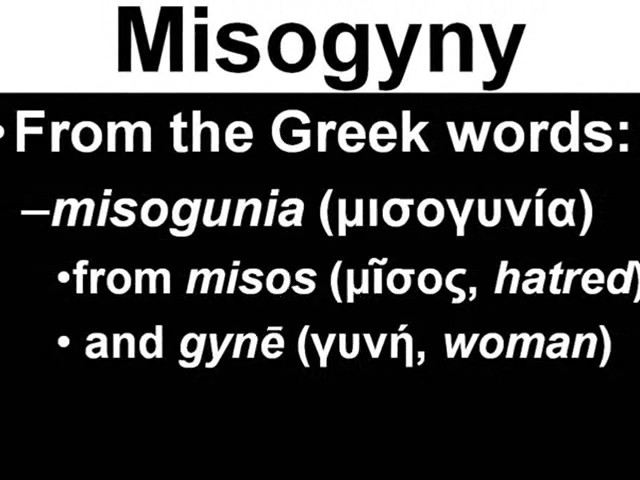 Misogyny
• From the Greek words:
–misogunia (μισογυνία)
•from misos (μῖσος, hatred)
• and gynē (γυνή, woman)